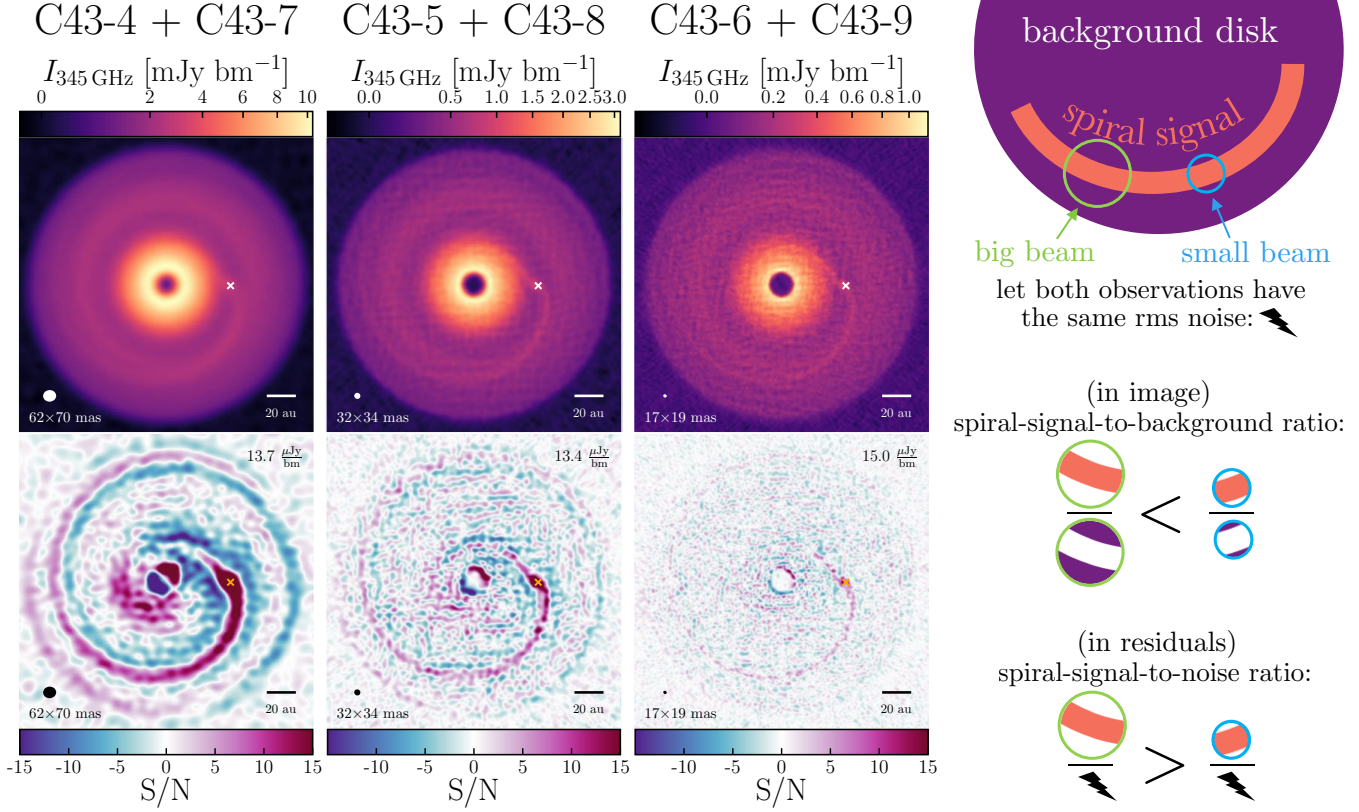 C43-4 + C43-7
C43-5 + C43-8
C43-6 + C43-9
I345 GHz [mJy bm−1]
I345 GHz [mJy bm−1]
I345 GHz [mJy bm−1]
0 2 4 6 8 10
0.0 0.5 1.0 1.5 2.0 2.5 3.0
0.0 0.2 0.4 0.6 0.8 1.0
62×70 mas
20 au
32×34 mas
20 au
17×19 mas
20 au
13.7 μJy/bm
13.4 μJy/bm
15.0 μJy/bm
62×70 mas
20 au
32×34 mas
20 au
17×19 mas
20 au
-15 -10 -5 0 5 10 15
-10 -5 0 5 10 15
-10 -5 0 5 10 15
S/N
S/N
S/N
background disk
spiral signal
big beam
small beam
let both observations have
the same rms noise:
(in image)
spiral-signal-to-background ratio:
<
(in residuals)
spiral-signal-to-noise ratio:
>